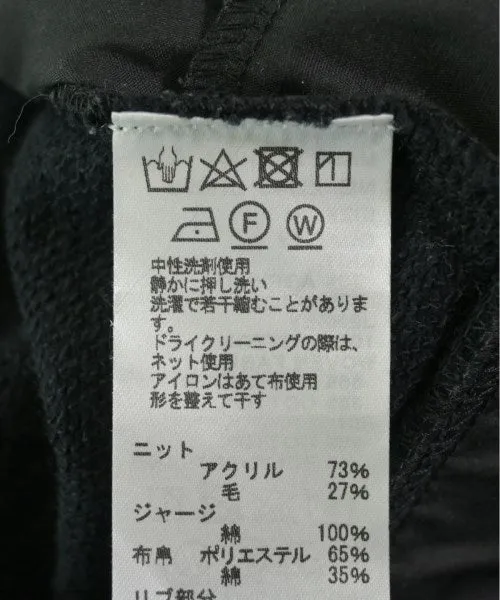 F W
中性洗剤使用
静かに押し洗い
洗濯で若干縮むことがありま
す。
ドライクリーニングの際は、
ネット使用
アイロンはあて布使用
形を整えて干す
ニット
アクリル 73%
毛 27%
ジャージ
綿 100%
布帛 ポリエステル 65%
綿 35%
リブ部分